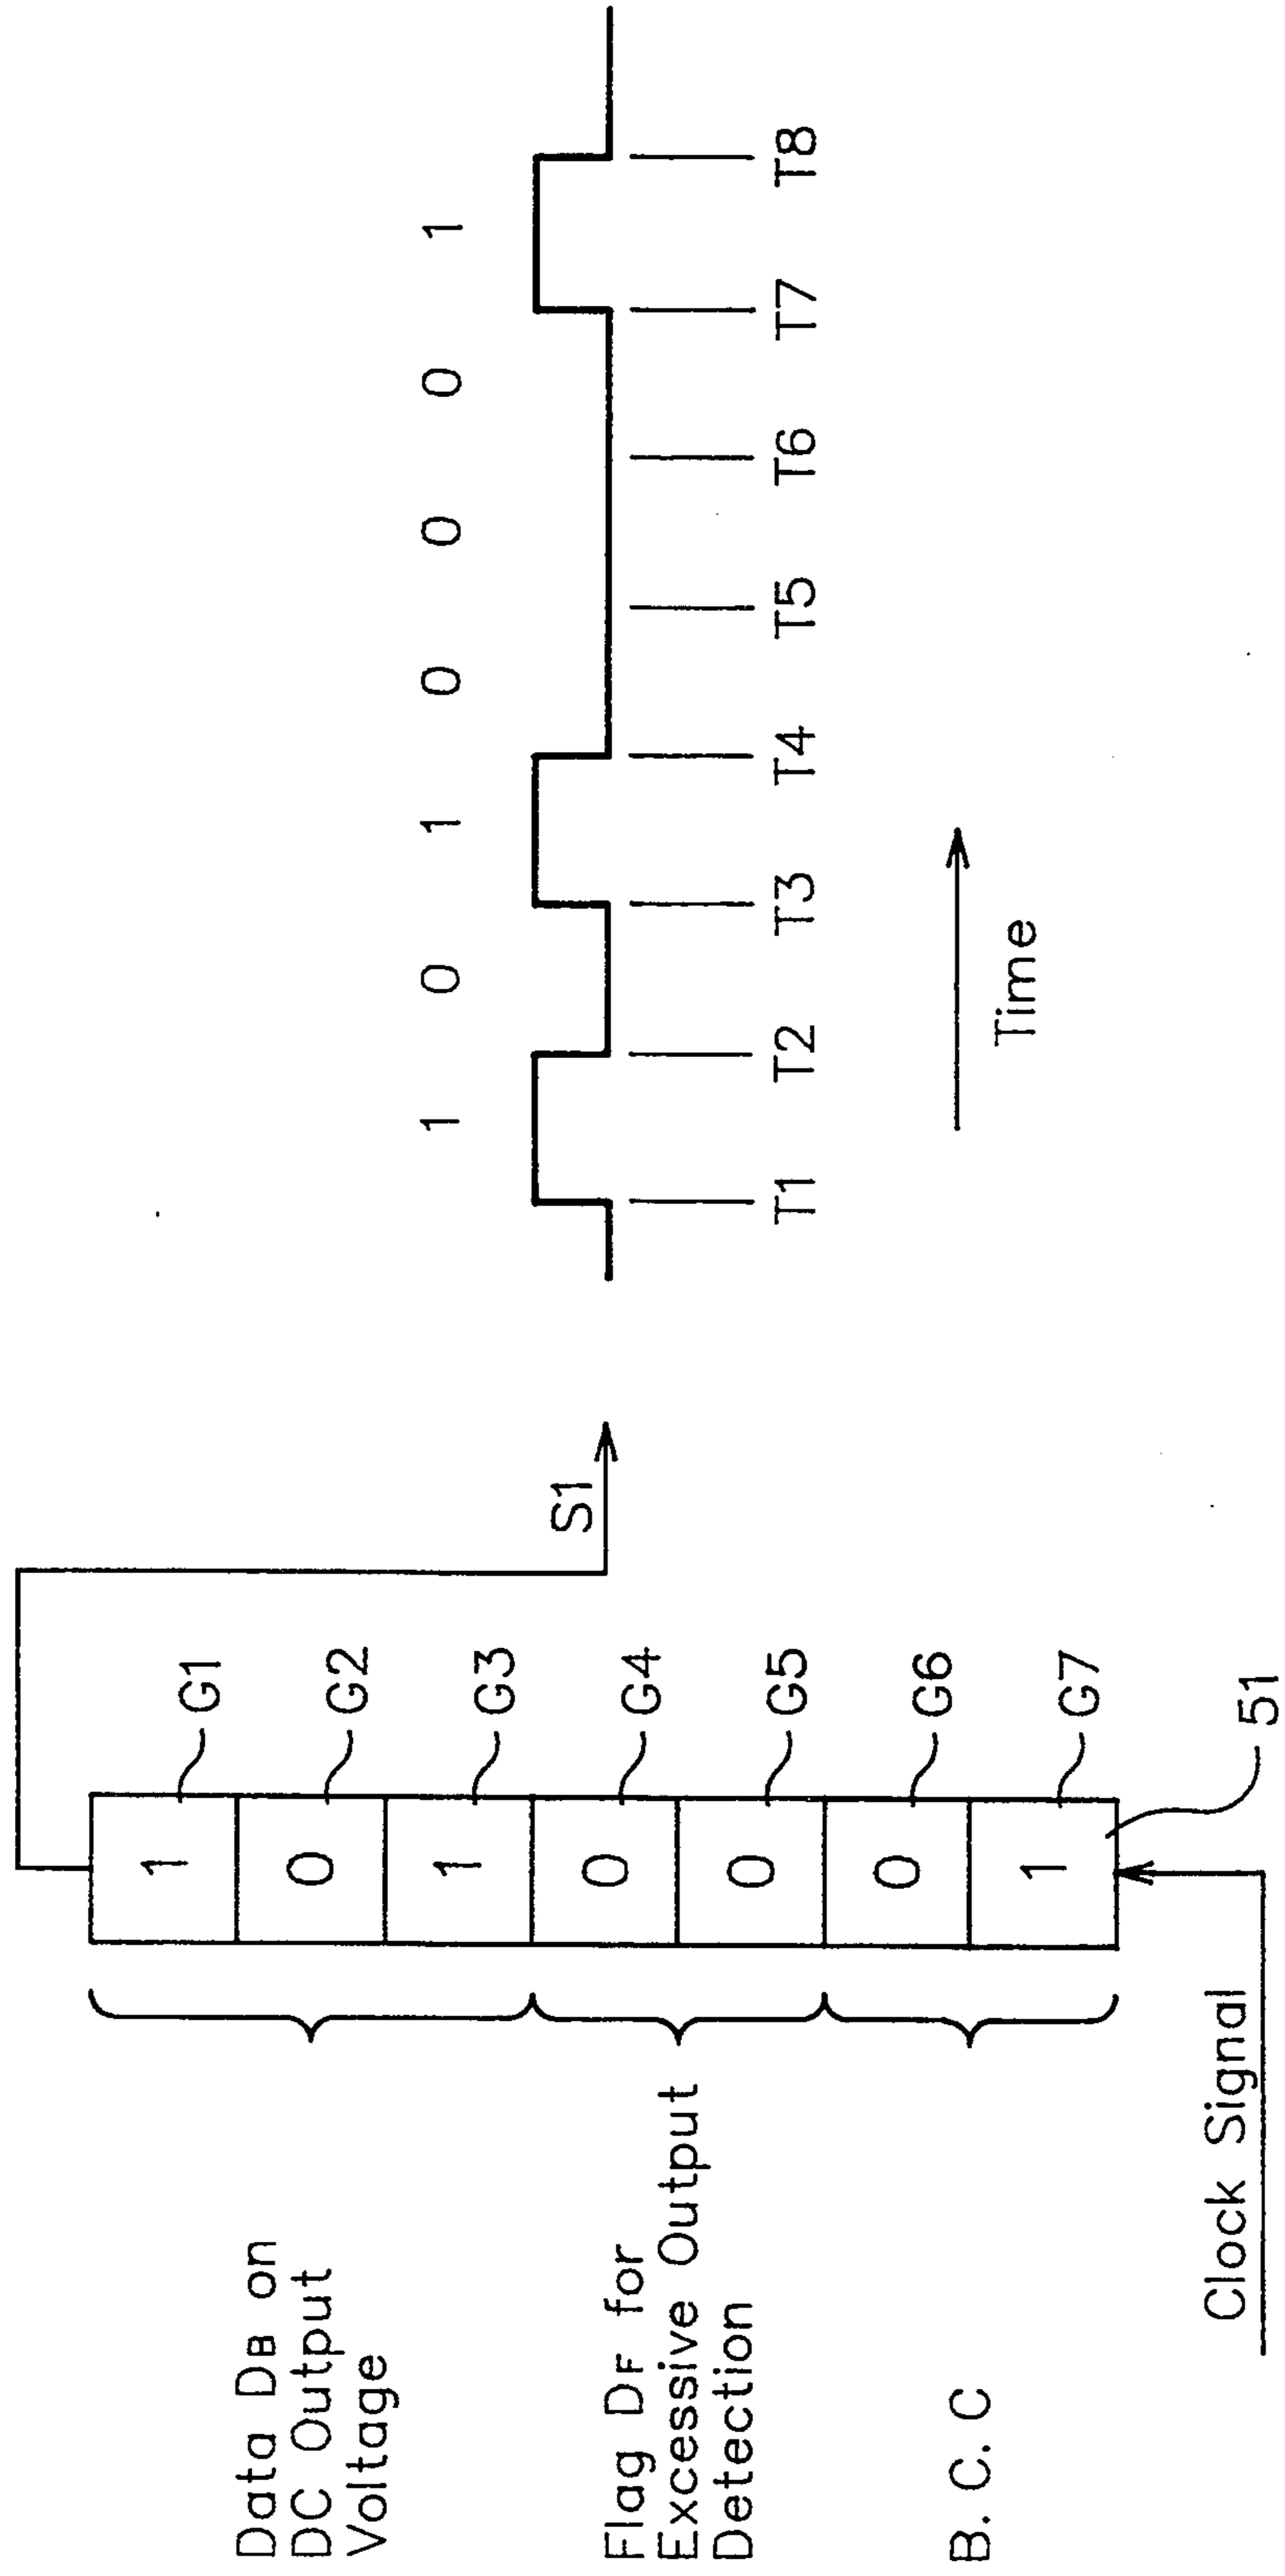 Data DB on
DC Output
Voltage
Flag DF for
Excessive Output
Detection
B. C. C
Clock Signal
1
0
1
0
0
0
1
G1
G2
G3
G4
G5
G6
G7
51
S1
1 0 1 0 0 0 1
T1 T2 T3 T4 T5 T6 T7 T8
Time